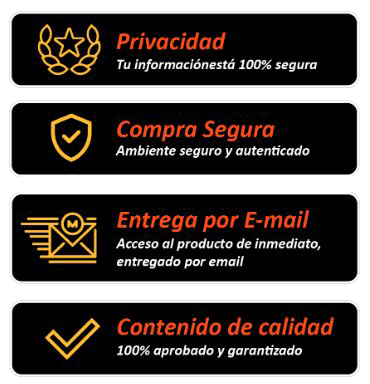 Privacidad
Tu informaciónestá 100% segura
Compra Segura
Ambiente seguro y autenticado
M
Entrega por E-mail
Acceso al producto de inmediato,
entregado por email
Contenido de calidad
100% aprobado y garantizado